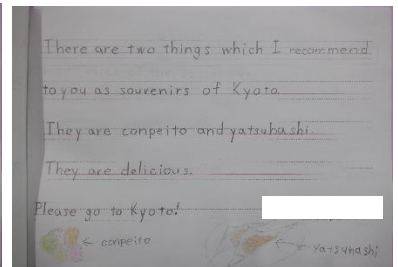 There are two things which I recommend
to you as souvenirs of Kyoto.
They are conpeito and yatsuhashi.
They are delicious.
Please go to Kyoto!
← conpeito
← yatsuhashi